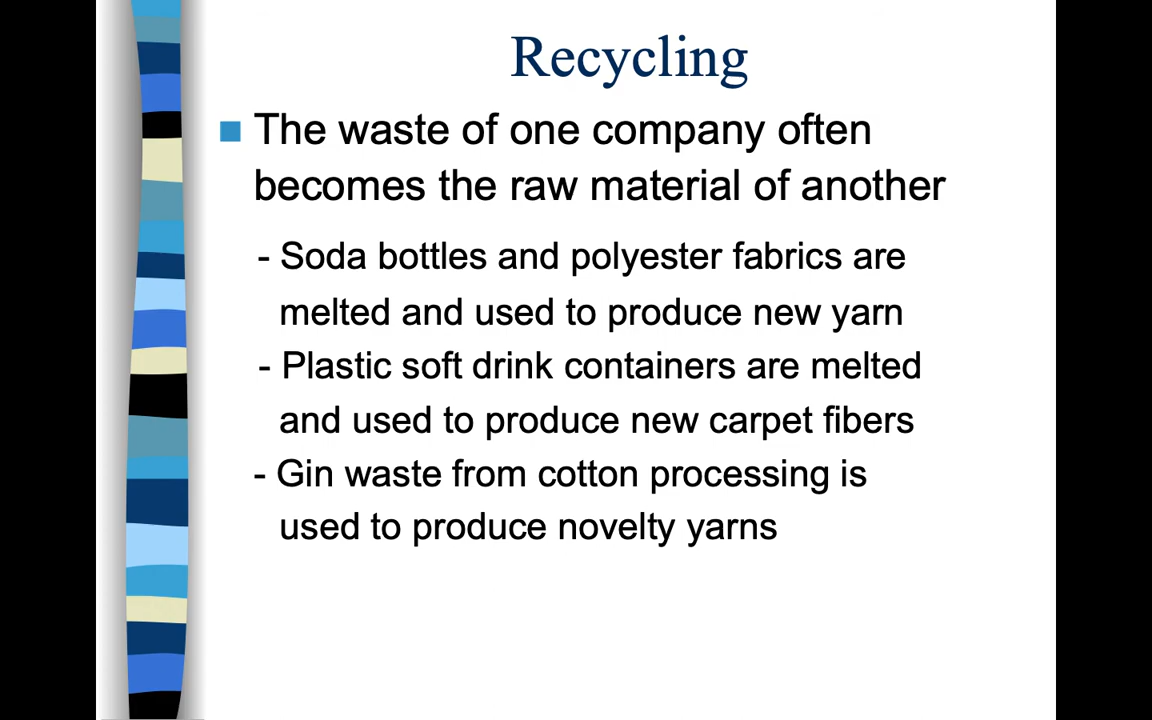 Recycling
The waste of one company often
becomes the raw material of another
- Soda bottles and polyester fabrics are
melted and used to produce new yarn
- Plastic soft drink containers are melted
and used to produce new carpet fibers
- Gin waste from cotton processing is
used to produce novelty yarns